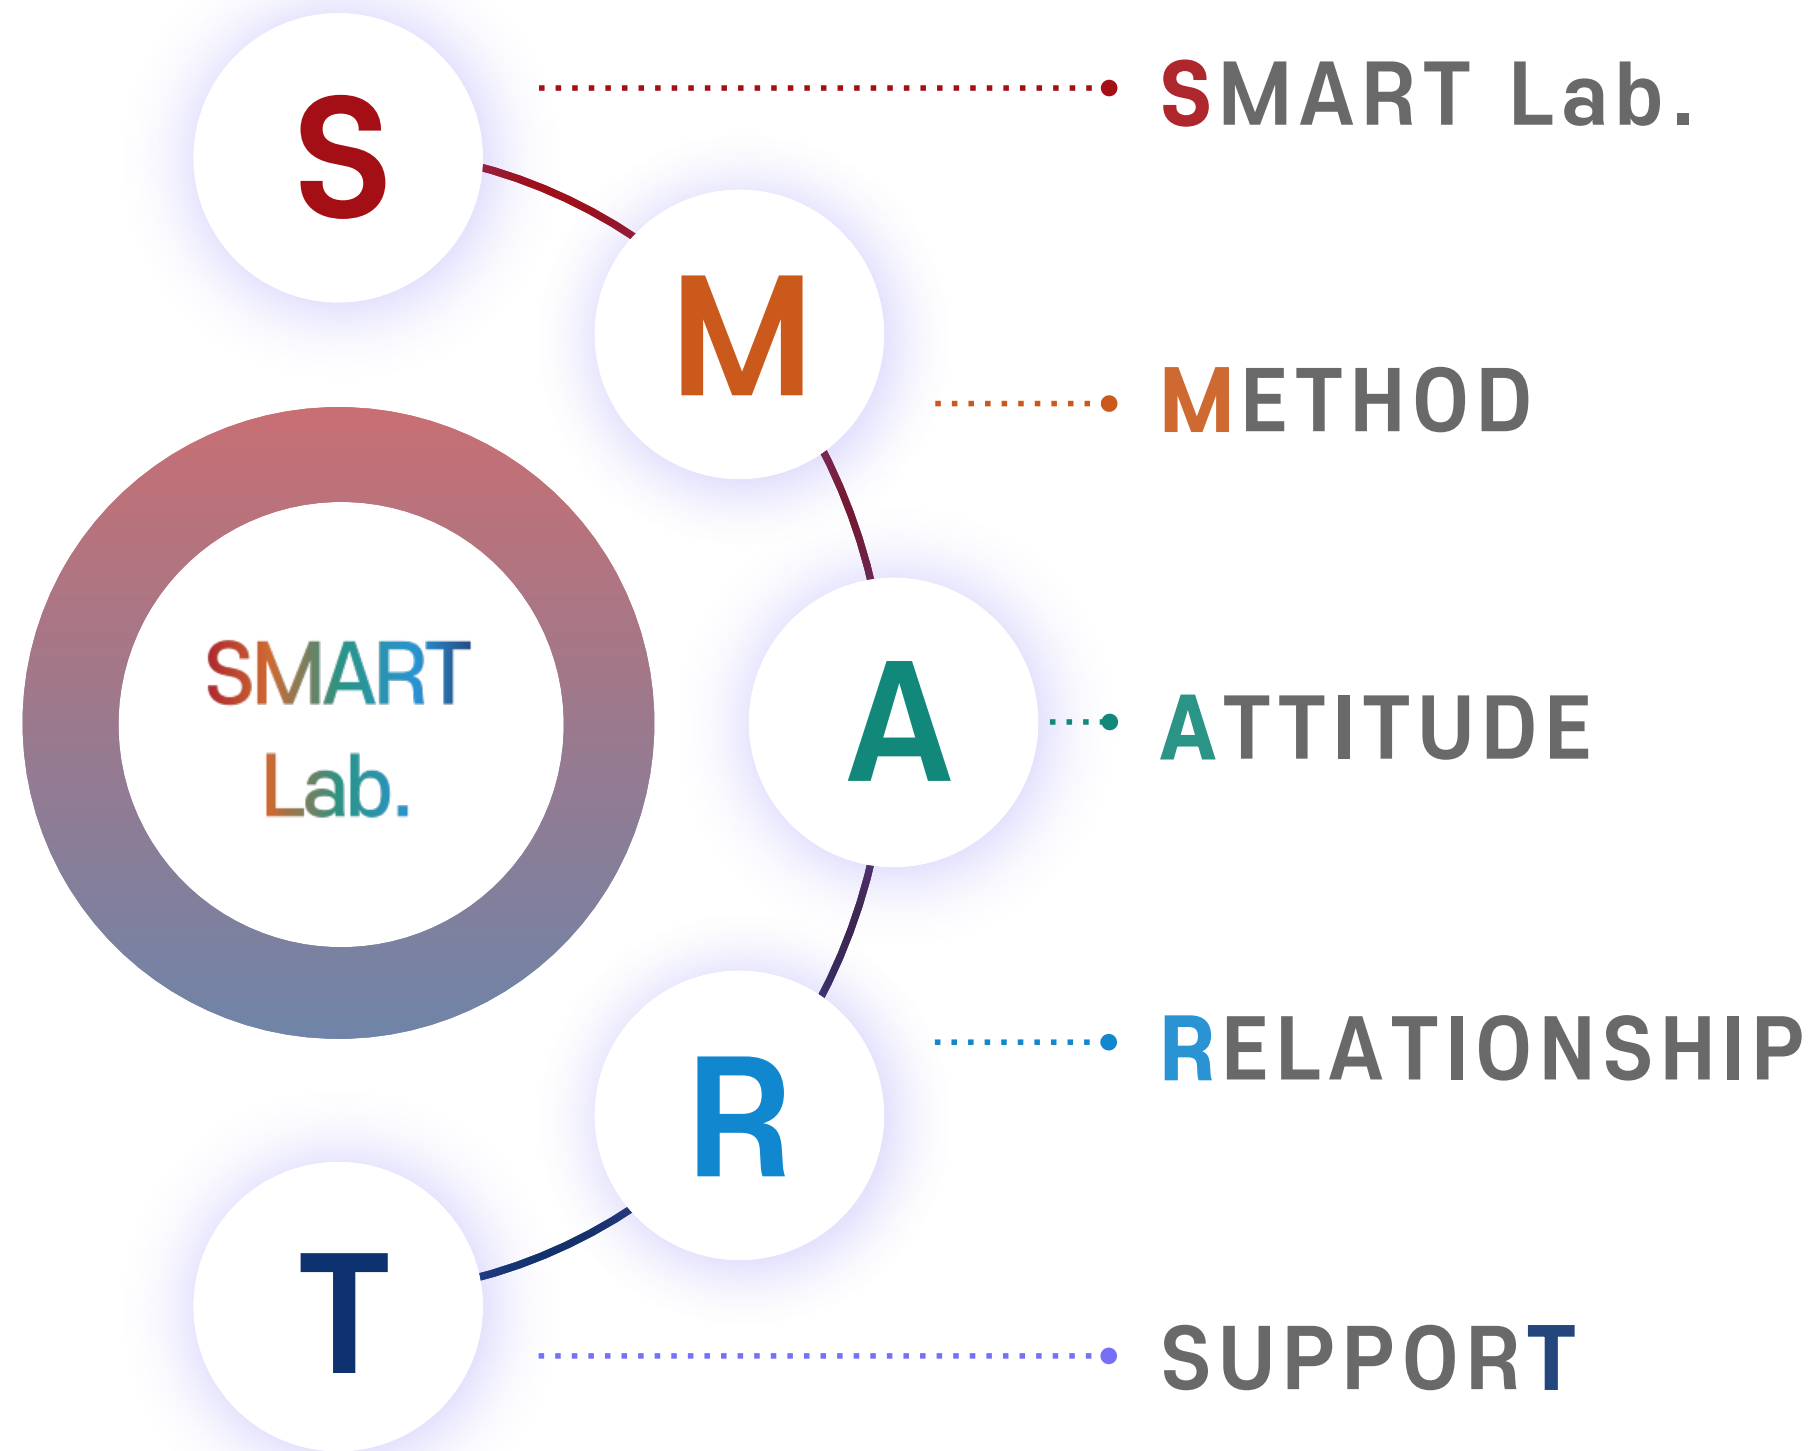 S
SMART Lab.
M
METHOD
SMART
Lab.
A
ATTITUDE
R
RELATIONSHIP
T
SUPPORT